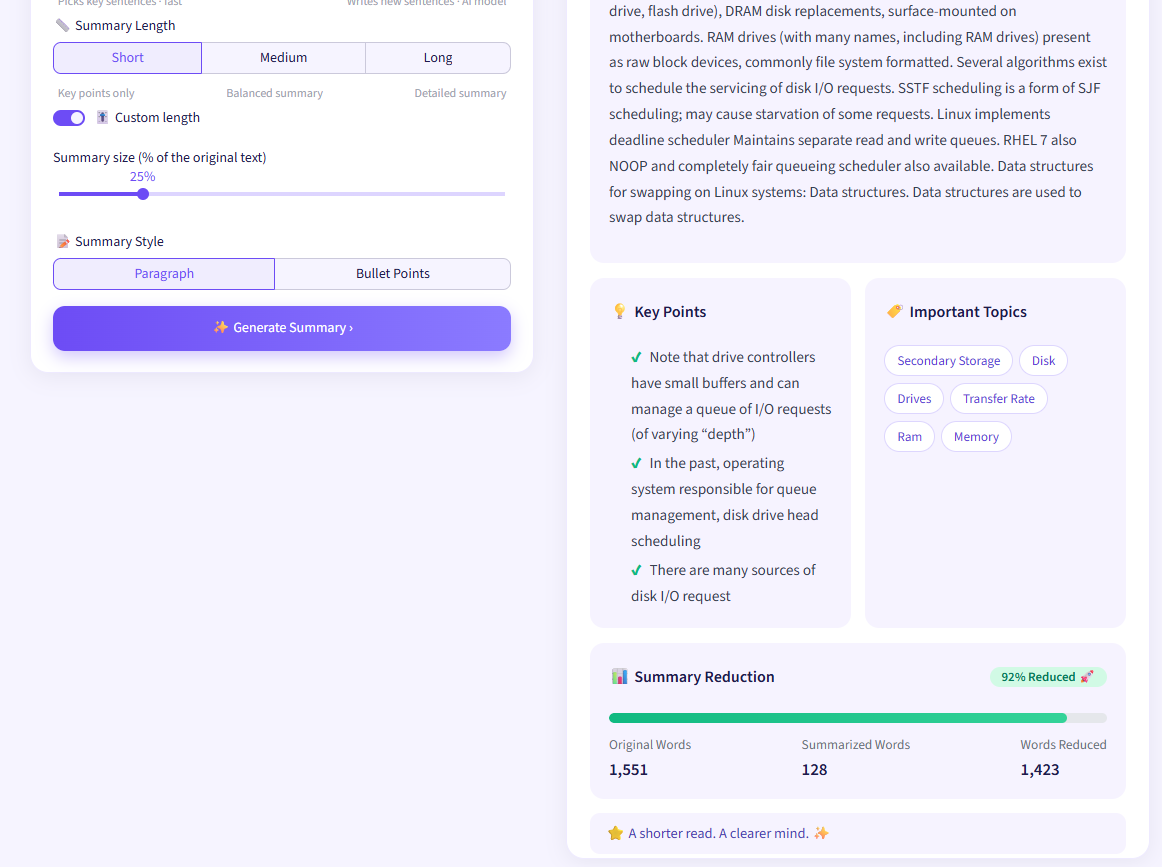 Picks key sentences · fast
Writes new sentences · AI model
Summary Length
Short
Medium
Long
Key points only
Balanced summary
Detailed summary
Custom length
Summary size (% of the original text)
25%
Summary Style
Paragraph
Bullet Points
✨ Generate Summary ›
drive, flash drive), DRAM disk replacements, surface-mounted on
motherboards. RAM drives (with many names, including RAM drives) present
as raw block devices, commonly file system formatted. Several algorithms exist
to schedule the servicing of disk I/O requests. SSTF scheduling is a form of SJF
scheduling; may cause starvation of some requests. Linux implements
deadline scheduler Maintains separate read and write queues. RHEL 7 also
NOOP and completely fair queueing scheduler also available. Data structures
for swapping on Linux systems: Data structures. Data structures are used to
swap data structures.
Key Points
✓ Note that drive controllers
have small buffers and can
manage a queue of I/O requests
(of varying “depth”)
✓ In the past, operating
system responsible for queue
management, disk drive head
scheduling
✓ There are many sources of
disk I/O request
Important Topics
Secondary Storage
Disk
Drives
Transfer Rate
Ram
Memory
Summary Reduction
92% Reduced 🚀
Original Words
Summarized Words
Words Reduced
1,551
128
1,423
⭐ A shorter read. A clearer mind. ✨